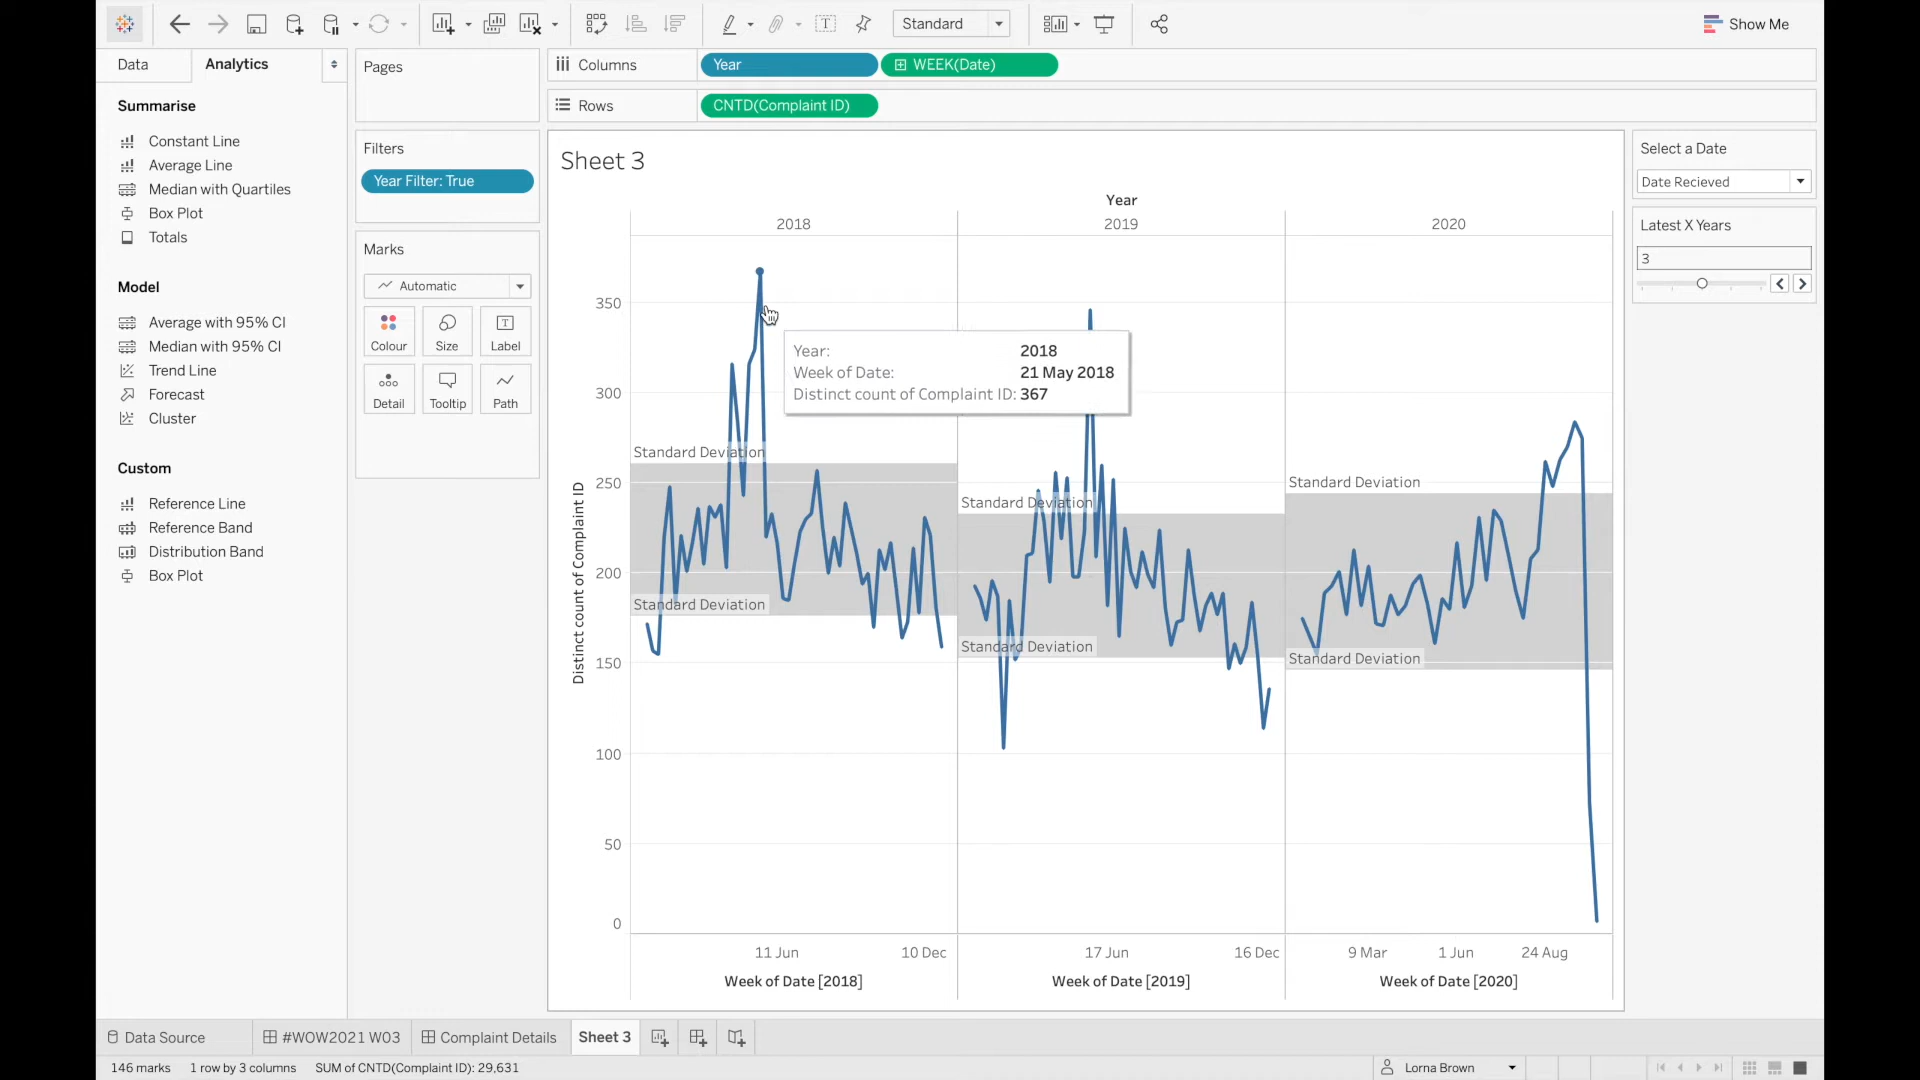 Standard
Show Me
Data
Analytics
Pages
Columns
Year
WEEK(Date)
Rows
CNTD(Complaint ID)
Summarise
Constant Line
Average Line
Median with Quartiles
Box Plot
Totals
Model
Average with 95% CI
Median with 95% CI
Trend Line
Forecast
Cluster
Custom
Reference Line
Reference Band
Distribution Band
Box Plot
Filters
Year Filter: True
Marks
Automatic
Colour
Size
Label
Detail
Tooltip
Path
Sheet 3
Year
2018
2019
2020
350
300
250
200
150
100
50
0
Distinct count of Complaint ID
Year: 2018
Week of Date: 21 May 2018
Distinct count of Complaint ID: 367
Standard Deviation
Standard Deviation
Standard Deviation
Standard Deviation
Standard Deviation
Standard Deviation
11 Jun
10 Dec
17 Jun
16 Dec
9 Mar
1 Jun
24 Aug
Week of Date [2018]
Week of Date [2019]
Week of Date [2020]
Select a Date
Date Recieved
Latest X Years
3
Data Source
#WOW2021 W03
Complaint Details
Sheet 3
146 marks
1 row by 3 columns
SUM of CNTD(Complaint ID): 29,631
Lorna Brown